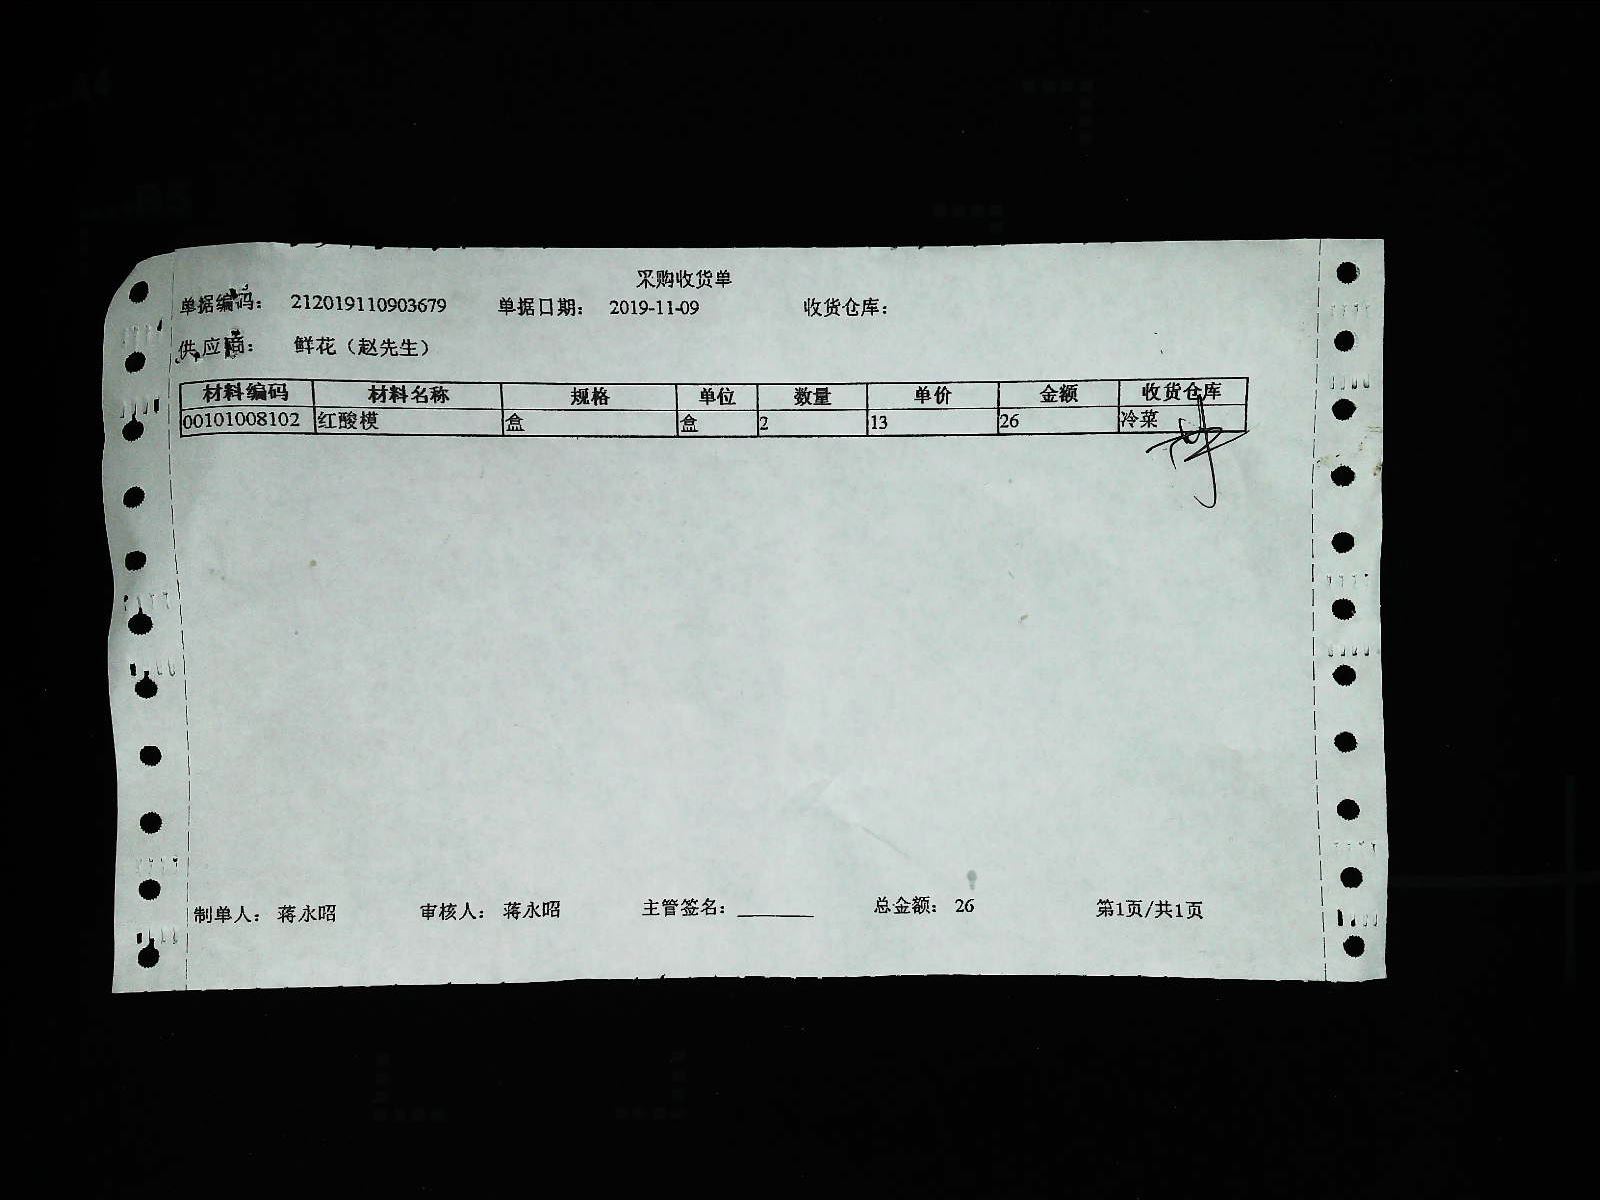 采购收货单
单据编码： 212019110903679 单据日期： 2019-11-09 收货仓库：
供应商： 鲜花（赵先生）
材料编码 材料名称 规格 单位 数量 单价 金额 收货仓库
00101008102 红酸模 盒 盒 2 13 26 冷菜
制单人： 蒋永昭 审核人： 蒋永昭 主管签名：________ 总金额： 26 第1页/共1页